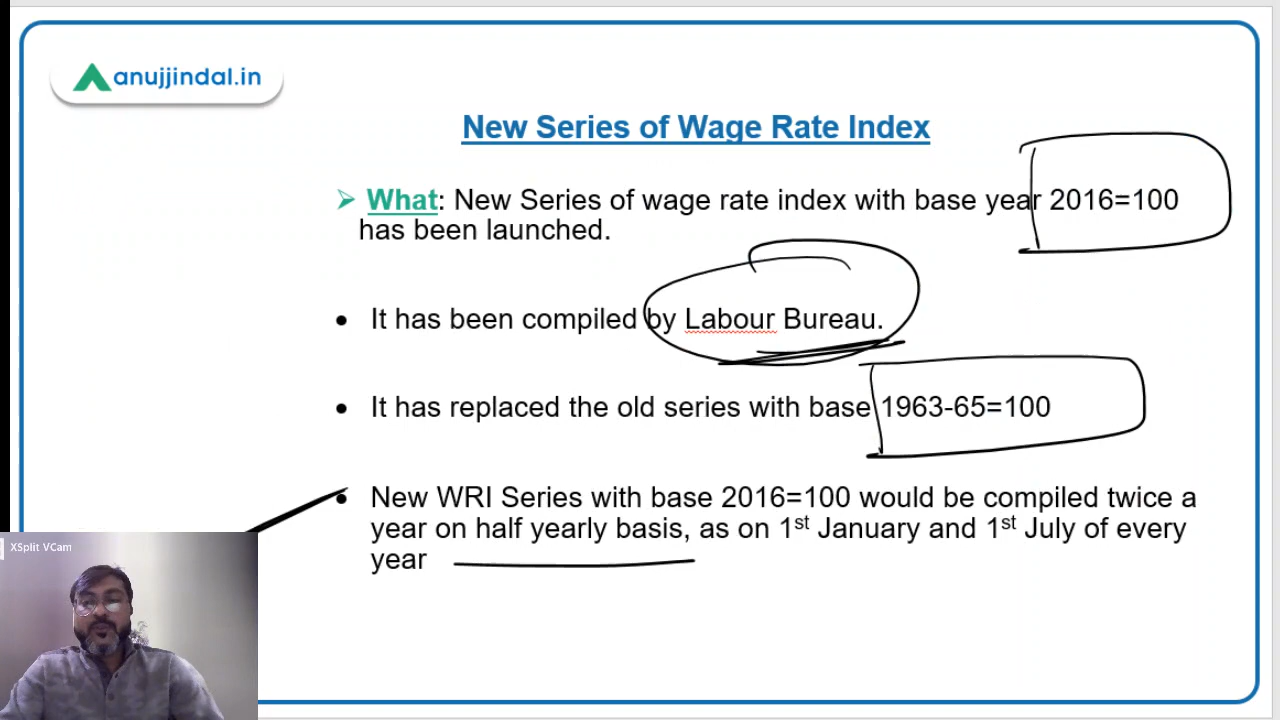 anujjindal.in
New Series of Wage Rate Index
➢ What: New Series of wage rate index with base year 2016=100
has been launched.
• It has been compiled by Labour Bureau.
• It has replaced the old series with base 1963-65=100
• New WRI Series with base 2016=100 would be compiled twice a
year on half yearly basis, as on 1st January and 1st July of every
year
XSplit VCam